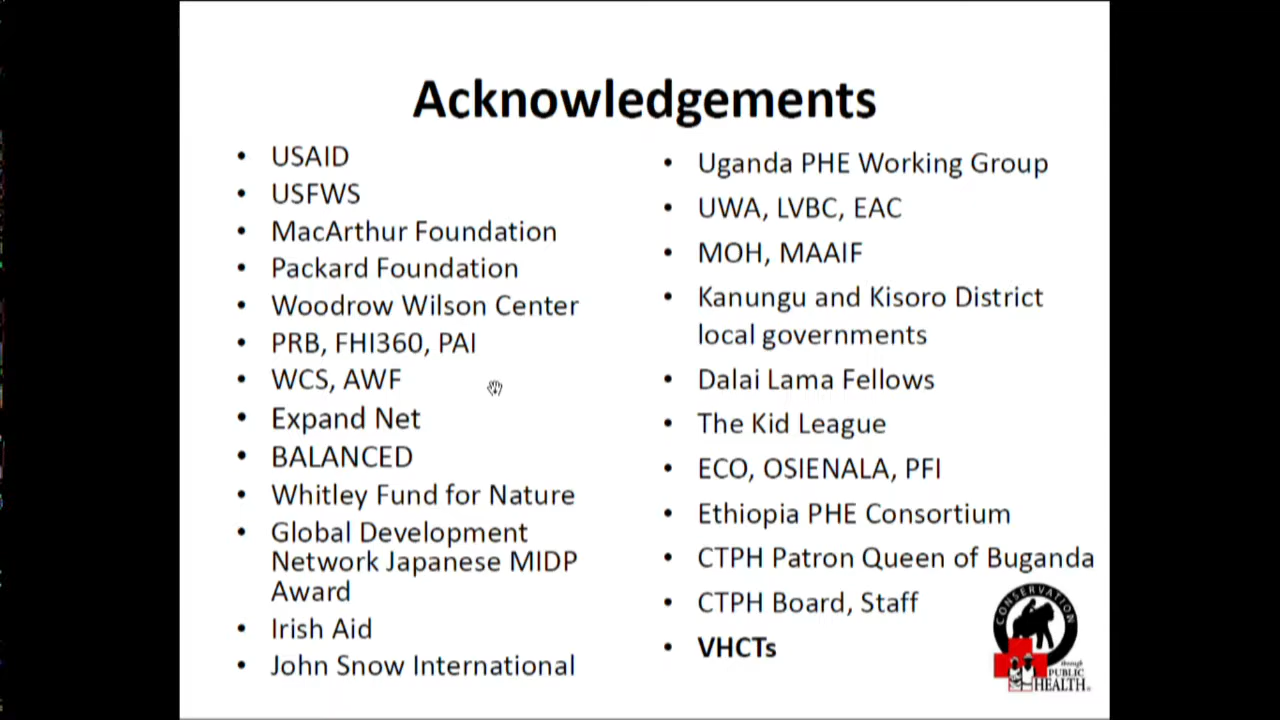 Acknowledgements
• USAID
• USFWS
• MacArthur Foundation
• Packard Foundation
• Woodrow Wilson Center
• PRB, FHI360, PAI
• WCS, AWF
• Expand Net
• BALANCED
• Whitley Fund for Nature
• Global Development
Network Japanese MIDP
Award
• Irish Aid
• John Snow International
• Uganda PHE Working Group
• UWA, LVBC, EAC
• MOH, MAAIF
• Kanungu and Kisoro District
local governments
• Dalai Lama Fellows
• The Kid League
• ECO, OSIENALA, PFI
• Ethiopia PHE Consortium
• CTPH Patron Queen of Buganda
• CTPH Board, Staff
• VHCTs
CONSERVATION
through
PUBLIC
HEALTH